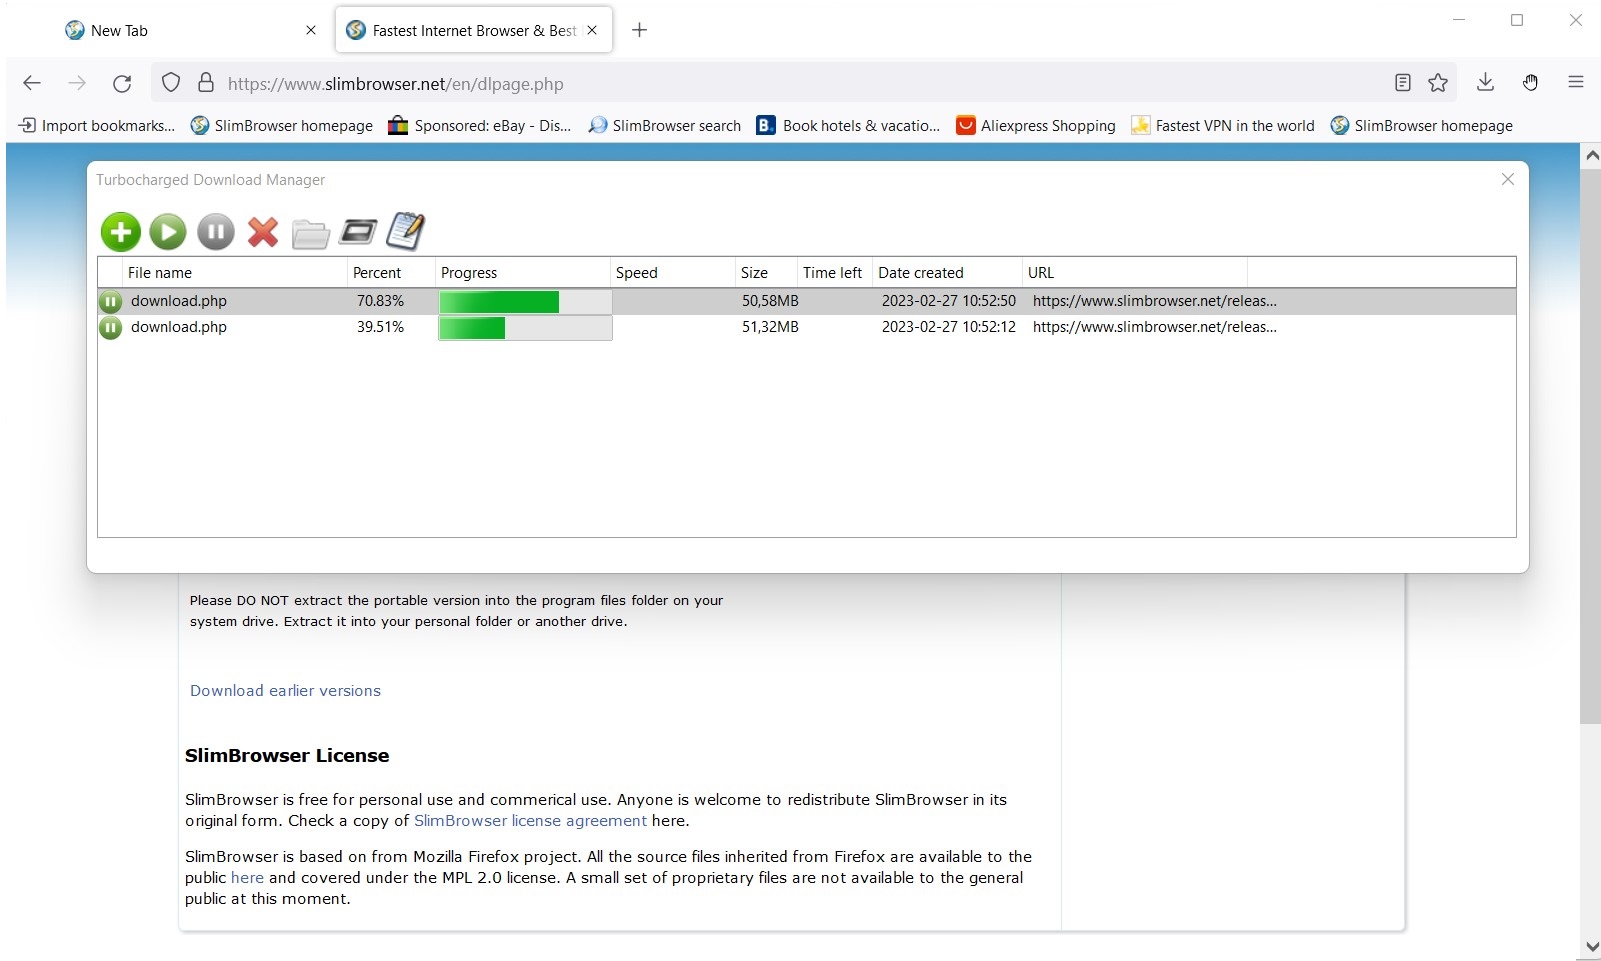 New Tab
Fastest Internet Browser & Best
https://www.slimbrowser.net/en/dlpage.php
Import bookmarks... SlimBrowser homepage Sponsored: eBay - Dis... SlimBrowser search B. Book hotels & vacatio... Aliexpress Shopping Fastest VPN in the world SlimBrowser homepage
Turbocharged Download Manager
File name Percent Progress Speed Size Time left Date created URL
download.php 70.83% 50,58MB 2023-02-27 10:52:50 https://www.slimbrowser.net/releas...
download.php 39.51% 51,32MB 2023-02-27 10:52:12 https://www.slimbrowser.net/releas...
Please DO NOT extract the portable version into the program files folder on your
system drive. Extract it into your personal folder or another drive.
Download earlier versions
SlimBrowser License
SlimBrowser is free for personal use and commerical use. Anyone is welcome to redistribute SlimBrowser in its
original form. Check a copy of SlimBrowser license agreement here.
SlimBrowser is based on from Mozilla Firefox project. All the source files inherited from Firefox are available to the
public here and covered under the MPL 2.0 license. A small set of proprietary files are not available to the general
public at this moment.